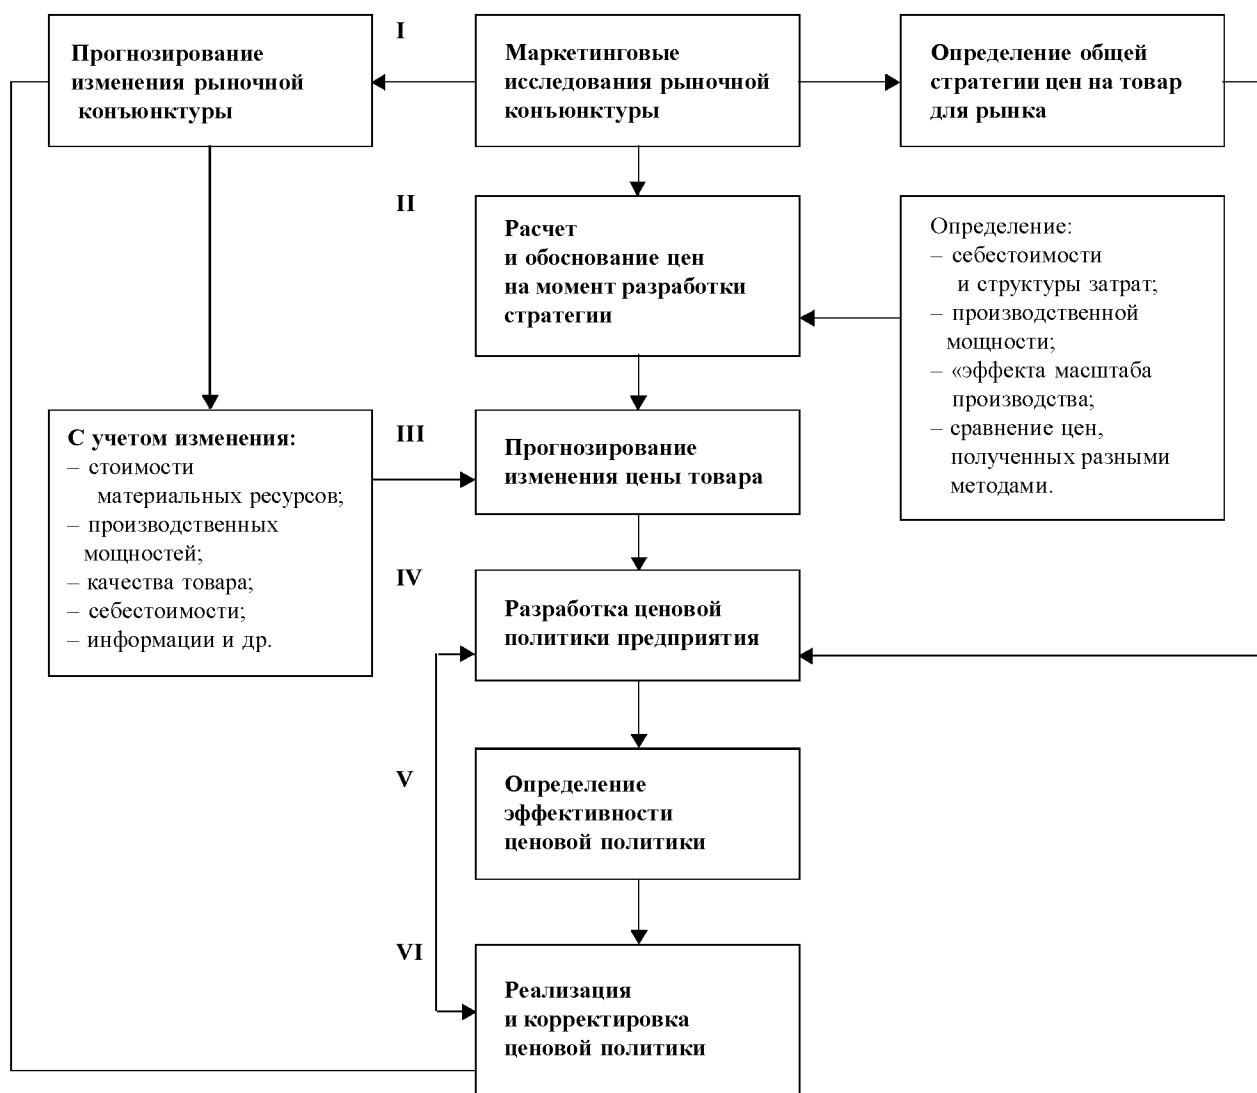 Прогнозирование
изменения рыночной
конъюнктуры
I
Маркетинговые
исследования рыночной
конъюнктуры
Определение общей
стратегии цен на товар
для рынка
II
Расчет
и обоснование цен
на момент разработки
стратегии
Определение:
– себестоимости
и структуры затрат;
– производственной
мощности;
– «эффекта масштаба
производства;
– сравнение цен,
полученных разными
методами.
С учетом изменения:
– стоимости
материальных ресурсов;
– производственных
мощностей;
– качества товара;
– себестоимости;
– информации и др.
III
Прогнозирование
изменения цены товара
IV
Разработка ценовой
политики предприятия
V
Определение
эффективности
ценовой политики
VI
Реализация
и корректировка
ценовой политики